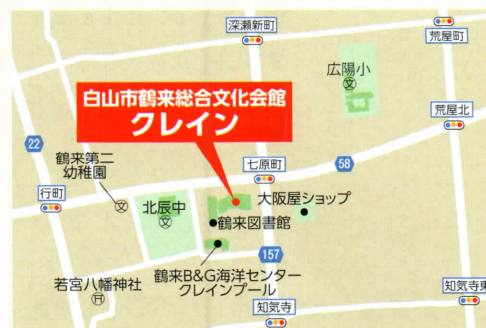 深瀬新町
荒屋町
広陽小
文
白山市鶴来総合文化会館
クレイン
荒屋北
22
鶴来第二
幼稚園
七原町
58
行町
文
北辰中
文
大阪屋ショップ
鶴来図書館
157
鶴来B&G海洋センター
クレインプール
若宮八幡神社
知気寺
知気寺東